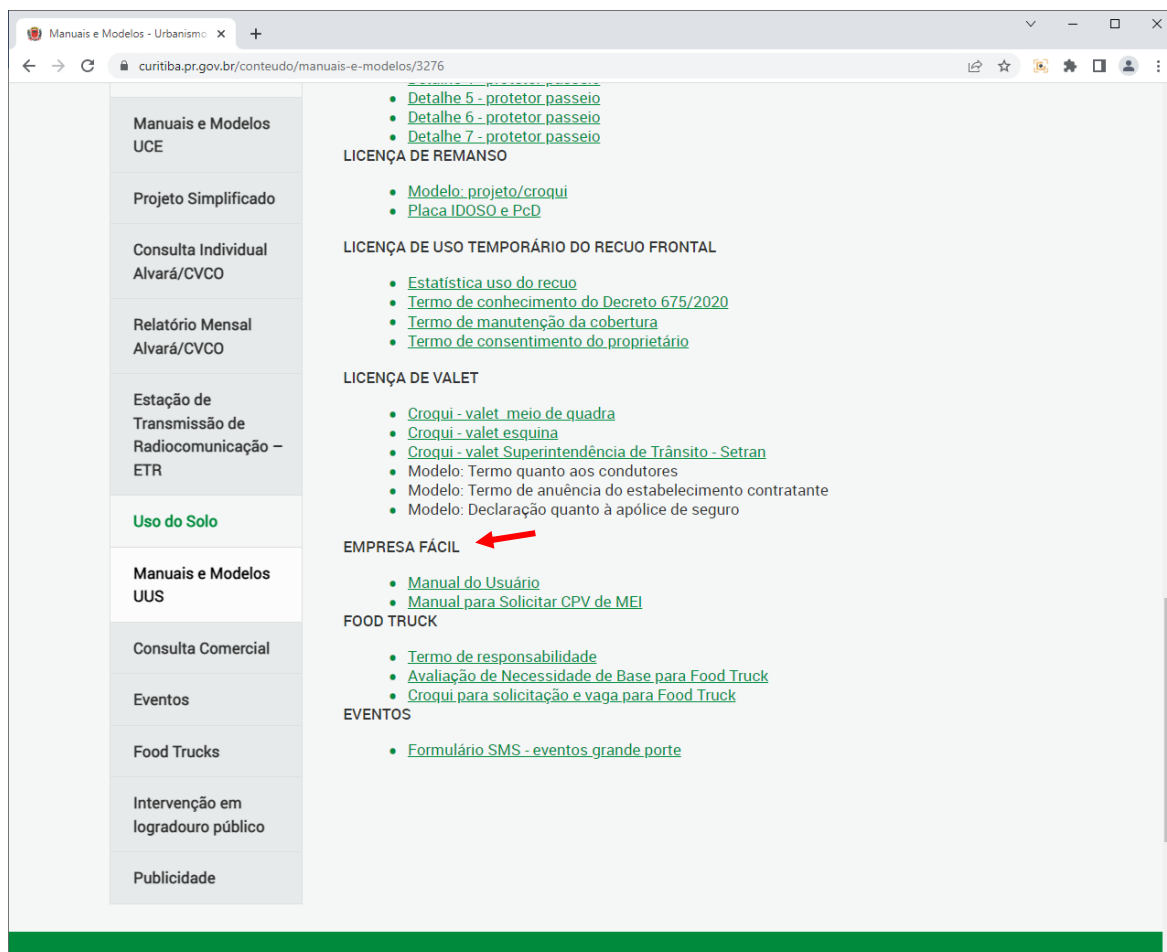 Manuais e Modelos - Urbanismo
curitiba.pr.gov.br/conteudo/manuais-e-modelos/3276
Manuais e Modelos
UCE
Projeto Simplificado
Consulta Individual
Alvará/CVCO
Relatório Mensal
Alvará/CVCO
Estação de
Transmissão de
Radiocomunicação –
ETR
Uso do Solo
Manuais e Modelos
UUS
Consulta Comercial
Eventos
Food Trucks
Intervenção em
logradouro público
Publicidade
Detalhe 5 - protetor passeio
Detalhe 6 - protetor passeio
Detalhe 7 - protetor passeio
LICENÇA DE REMANSO
Modelo: projeto/croqui
Placa IDOSO e PcD
LICENÇA DE USO TEMPORÁRIO DO RECUO FRONTAL
Estatística uso do recuo
Termo de conhecimento do Decreto 675/2020
Termo de manutenção da cobertura
Termo de consentimento do proprietário
LICENÇA DE VALET
Croqui - valet  meio de quadra
Croqui - valet esquina
Croqui - valet Superintendência de Trânsito - Setran
Modelo: Termo quanto aos condutores
Modelo: Termo de anuência do estabelecimento contratante
Modelo: Declaração quanto à apólice de seguro
EMPRESA FÁCIL
Manual do Usuário
Manual para Solicitar CPV de MEI
FOOD TRUCK
Termo de responsabilidade
Avaliação de Necessidade de Base para Food Truck
Croqui para solicitação e vaga para Food Truck
EVENTOS
Formulário SMS - eventos grande porte